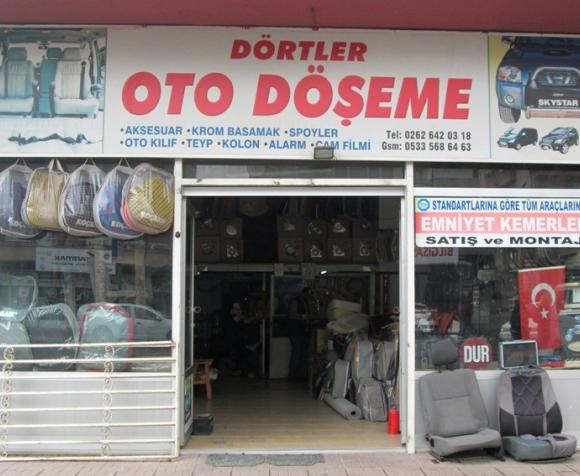 DÖRTLER
OTO DÖŞEME
•AKSESUAR •KROM BASAMAK •SPOYLER
•OTO KILIF •TEYP •KOLON •ALARM •CAM FİLMİ
Tel: 0262 642 03 18
Gsm: 0533 568 64 63
SKYSTAR
STANDARTLARINA GÖRE TÜM ARAÇLARIN
EMNİYET KEMERLE
SATIŞ ve MONTAJ
DUR